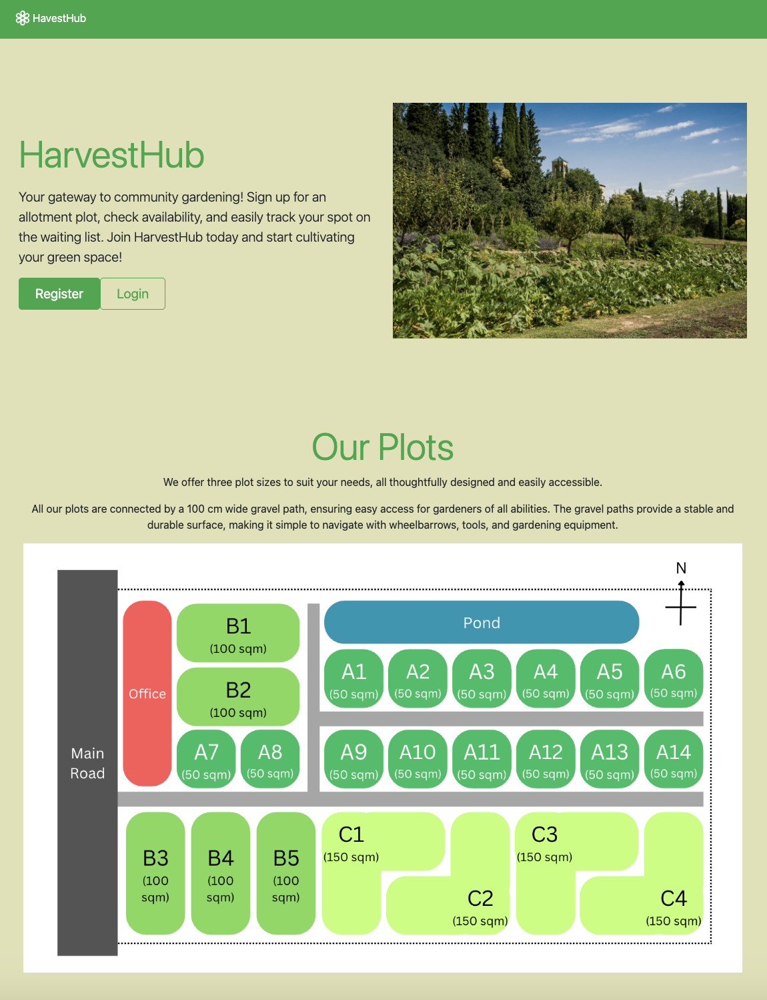 HavestHub
HarvestHub
Your gateway to community gardening! Sign up for an
allotment plot, check availability, and easily track your spot on
the waiting list. Join HarvestHub today and start cultivating
your green space!
Register
Login
Our Plots
We offer three plot sizes to suit your needs, all thoughtfully designed and easily accessible.
All our plots are connected by a 100 cm wide gravel path, ensuring easy access for gardeners of all abilities. The gravel paths provide a stable and
durable surface, making it simple to navigate with wheelbarrows, tools, and gardening equipment.
N
Main
Road
Office
B1
(100 sqm)
B2
(100 sqm)
Pond
A1
(50 sqm)
A2
(50 sqm)
A3
(50 sqm)
A4
(50 sqm)
A5
(50 sqm)
A6
(50 sqm)
A7
(50 sqm)
A8
(50 sqm)
A9
(50 sqm)
A10
(50 sqm)
A11
(50 sqm)
A12
(50 sqm)
A13
(50 sqm)
A14
(50 sqm)
B3
(100
sqm)
B4
(100
sqm)
B5
(100
sqm)
C1
(150 sqm)
C2
(150 sqm)
C3
(150 sqm)
C4
(150 sqm)